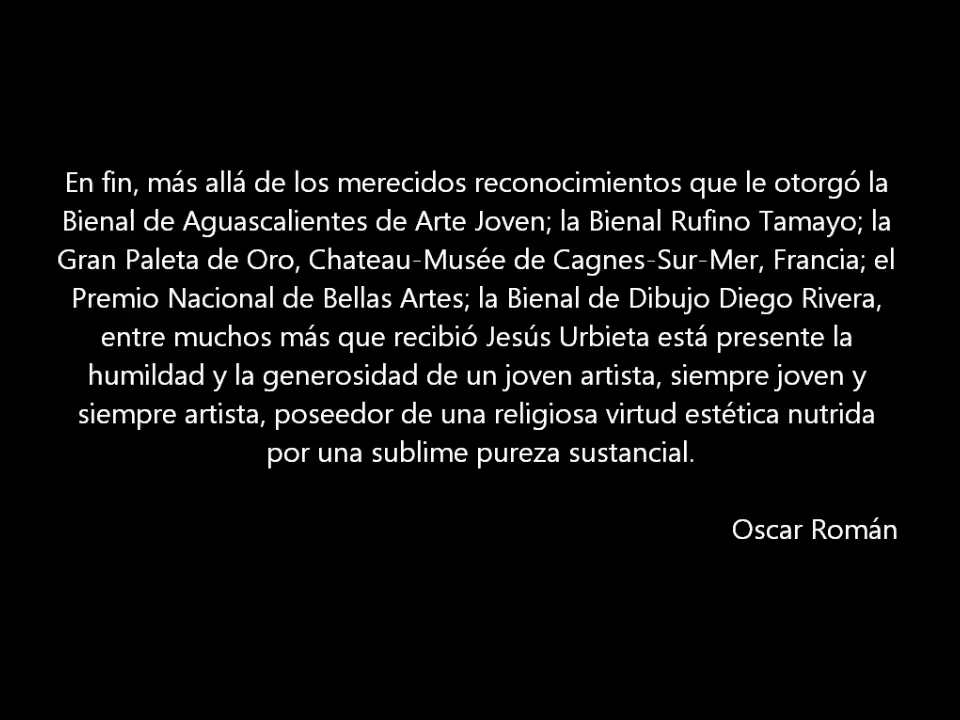 En fin, más allá de los merecidos reconocimientos que le otorgó la
Bienal de Aguascalientes de Arte Joven; la Bienal Rufino Tamayo; la
Gran Paleta de Oro, Chateau-Musée de Cagnes-Sur-Mer, Francia; el
Premio Nacional de Bellas Artes; la Bienal de Dibujo Diego Rivera,
entre muchos más que recibió Jesús Urbieta está presente la
humildad y la generosidad de un joven artista, siempre joven y
siempre artista, poseedor de una religiosa virtud estética nutrida
por una sublime pureza sustancial.
Oscar Román